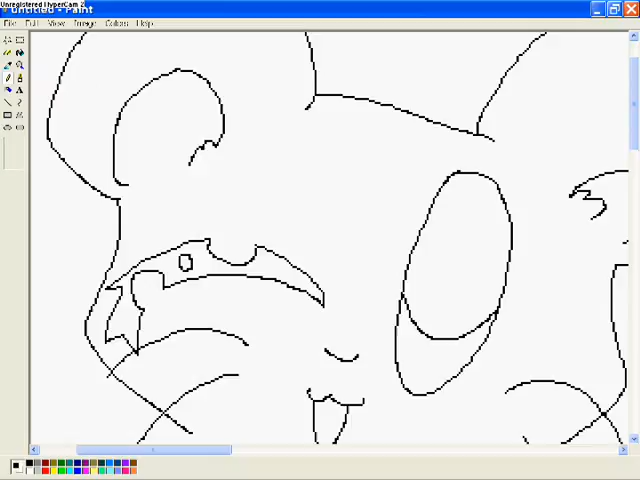 Unregistered HyperCam 2
untitled - Paint
File Edit View Image Colors Help
A